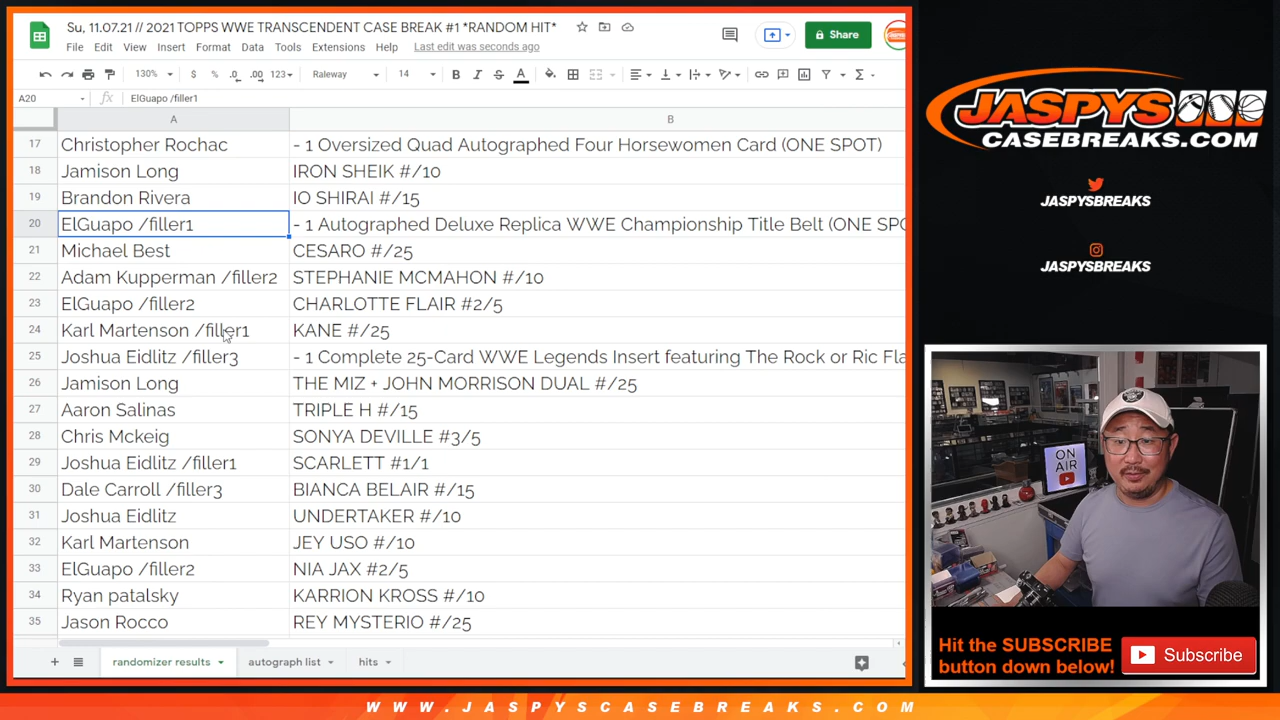 Su, 11.07.21 // 2021 TOPPS WWE TRANSCENDENT CASE BREAK #1 *RANDOM HIT*
File Edit View Insert Format Data Tools Extensions Help Last edit was seconds ago
Share
130% $ % .0 .00 123 Raleway 14 B I S A
A20 fx ElGuapo /filler1
A B
17 Christopher Rochac - 1 Oversized Quad Autographed Four Horsewomen Card (ONE SPOT)
18 Jamison Long IRON SHEIK #/10
19 Brandon Rivera IO SHIRAI #/15
20 ElGuapo /filler1 - 1 Autographed Deluxe Replica WWE Championship Title Belt (ONE SPO
21 Michael Best CESARO #/25
22 Adam Kupperman /filler2 STEPHANIE MCMAHON #/10
23 ElGuapo /filler2 CHARLOTTE FLAIR #2/5
24 Karl Martenson /filler1 KANE #/25
25 Joshua Eidlitz /filler3 - 1 Complete 25-Card WWE Legends Insert featuring The Rock or Ric Fla
26 Jamison Long THE MIZ + JOHN MORRISON DUAL #/25
27 Aaron Salinas TRIPLE H #/15
28 Chris Mckeig SONYA DEVILLE #3/5
29 Joshua Eidlitz /filler1 SCARLETT #1/1
30 Dale Carroll /filler3 BIANCA BELAIR #/15
31 Joshua Eidlitz UNDERTAKER #/10
32 Karl Martenson JEY USO #/10
33 ElGuapo /filler2 NIA JAX #2/5
34 Ryan patalsky KARRION KROSS #/10
35 Jason Rocco REY MYSTERIO #/25
randomizer results autograph list hits
JASPYS
CASEBREAKS.COM
JASPYSBREAKS
JASPYSBREAKS
ON
AIR
Hit the SUBSCRIBE
button down below!
Subscribe
WWW.JASPYSCASEBREAKS.COM